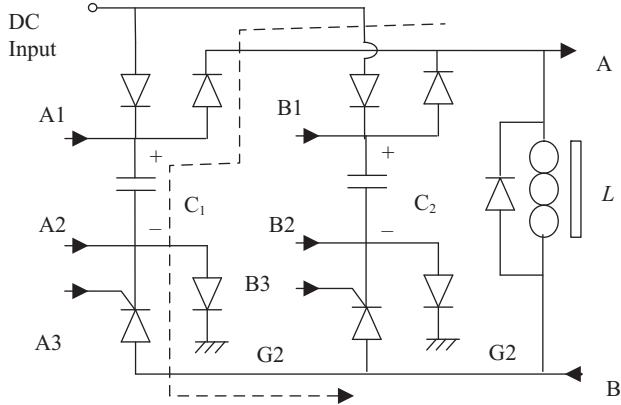 DC
Input
A
A1
B1
+
+
L
C1
C2
A2
B2
–
–
B3
A3
G2
G2
B